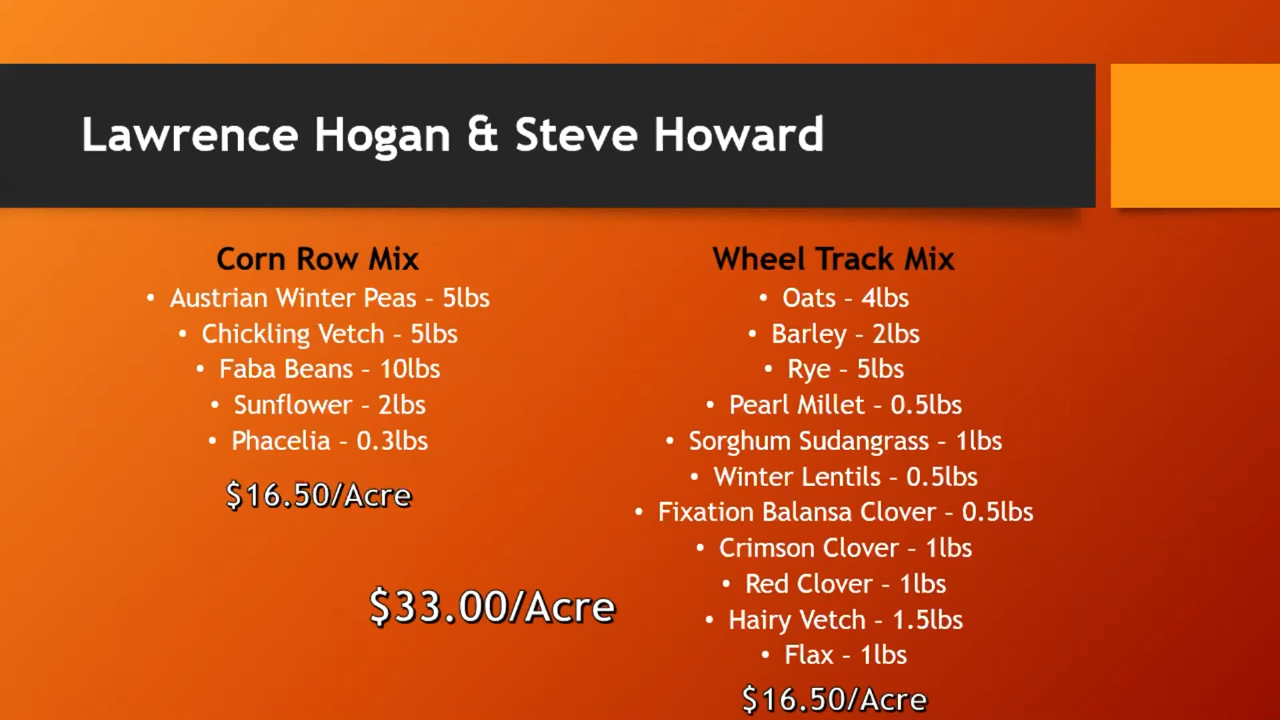 Lawrence Hogan & Steve Howard
Corn Row Mix
• Austrian Winter Peas – 5lbs
• Chickling Vetch – 5lbs
• Faba Beans – 10lbs
• Sunflower – 2lbs
• Phacelia – 0.3lbs
$16.50/Acre
$33.00/Acre
Wheel Track Mix
• Oats – 4lbs
• Barley – 2lbs
• Rye – 5lbs
• Pearl Millet – 0.5lbs
• Sorghum Sudangrass – 1lbs
• Winter Lentils – 0.5lbs
• Fixation Balansa Clover – 0.5lbs
• Crimson Clover – 1lbs
• Red Clover – 1lbs
• Hairy Vetch – 1.5lbs
• Flax – 1lbs
$16.50/Acre